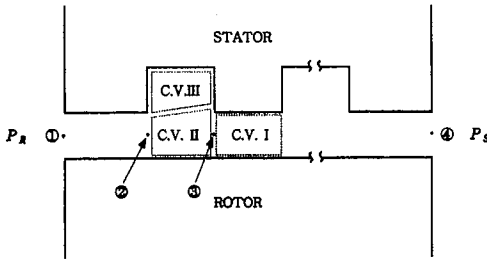 STATOR
C.V.III
P_R ① C.V. II C.V. I ④ P_S
② ③
ROTOR